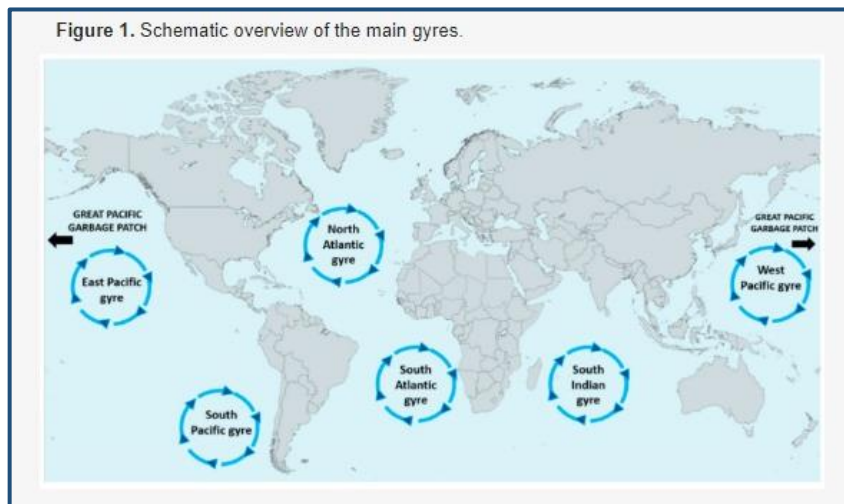 Figure 1. Schematic overview of the main gyres.
GREAT PACIFIC
GARBAGE PATCH
East Pacific
gyre
North
Atlantic
gyre
GREAT PACIFIC
GARBAGE PATCH
West
Pacific gyre
South
Pacific gyre
South
Atlantic
gyre
South
Indian
gyre